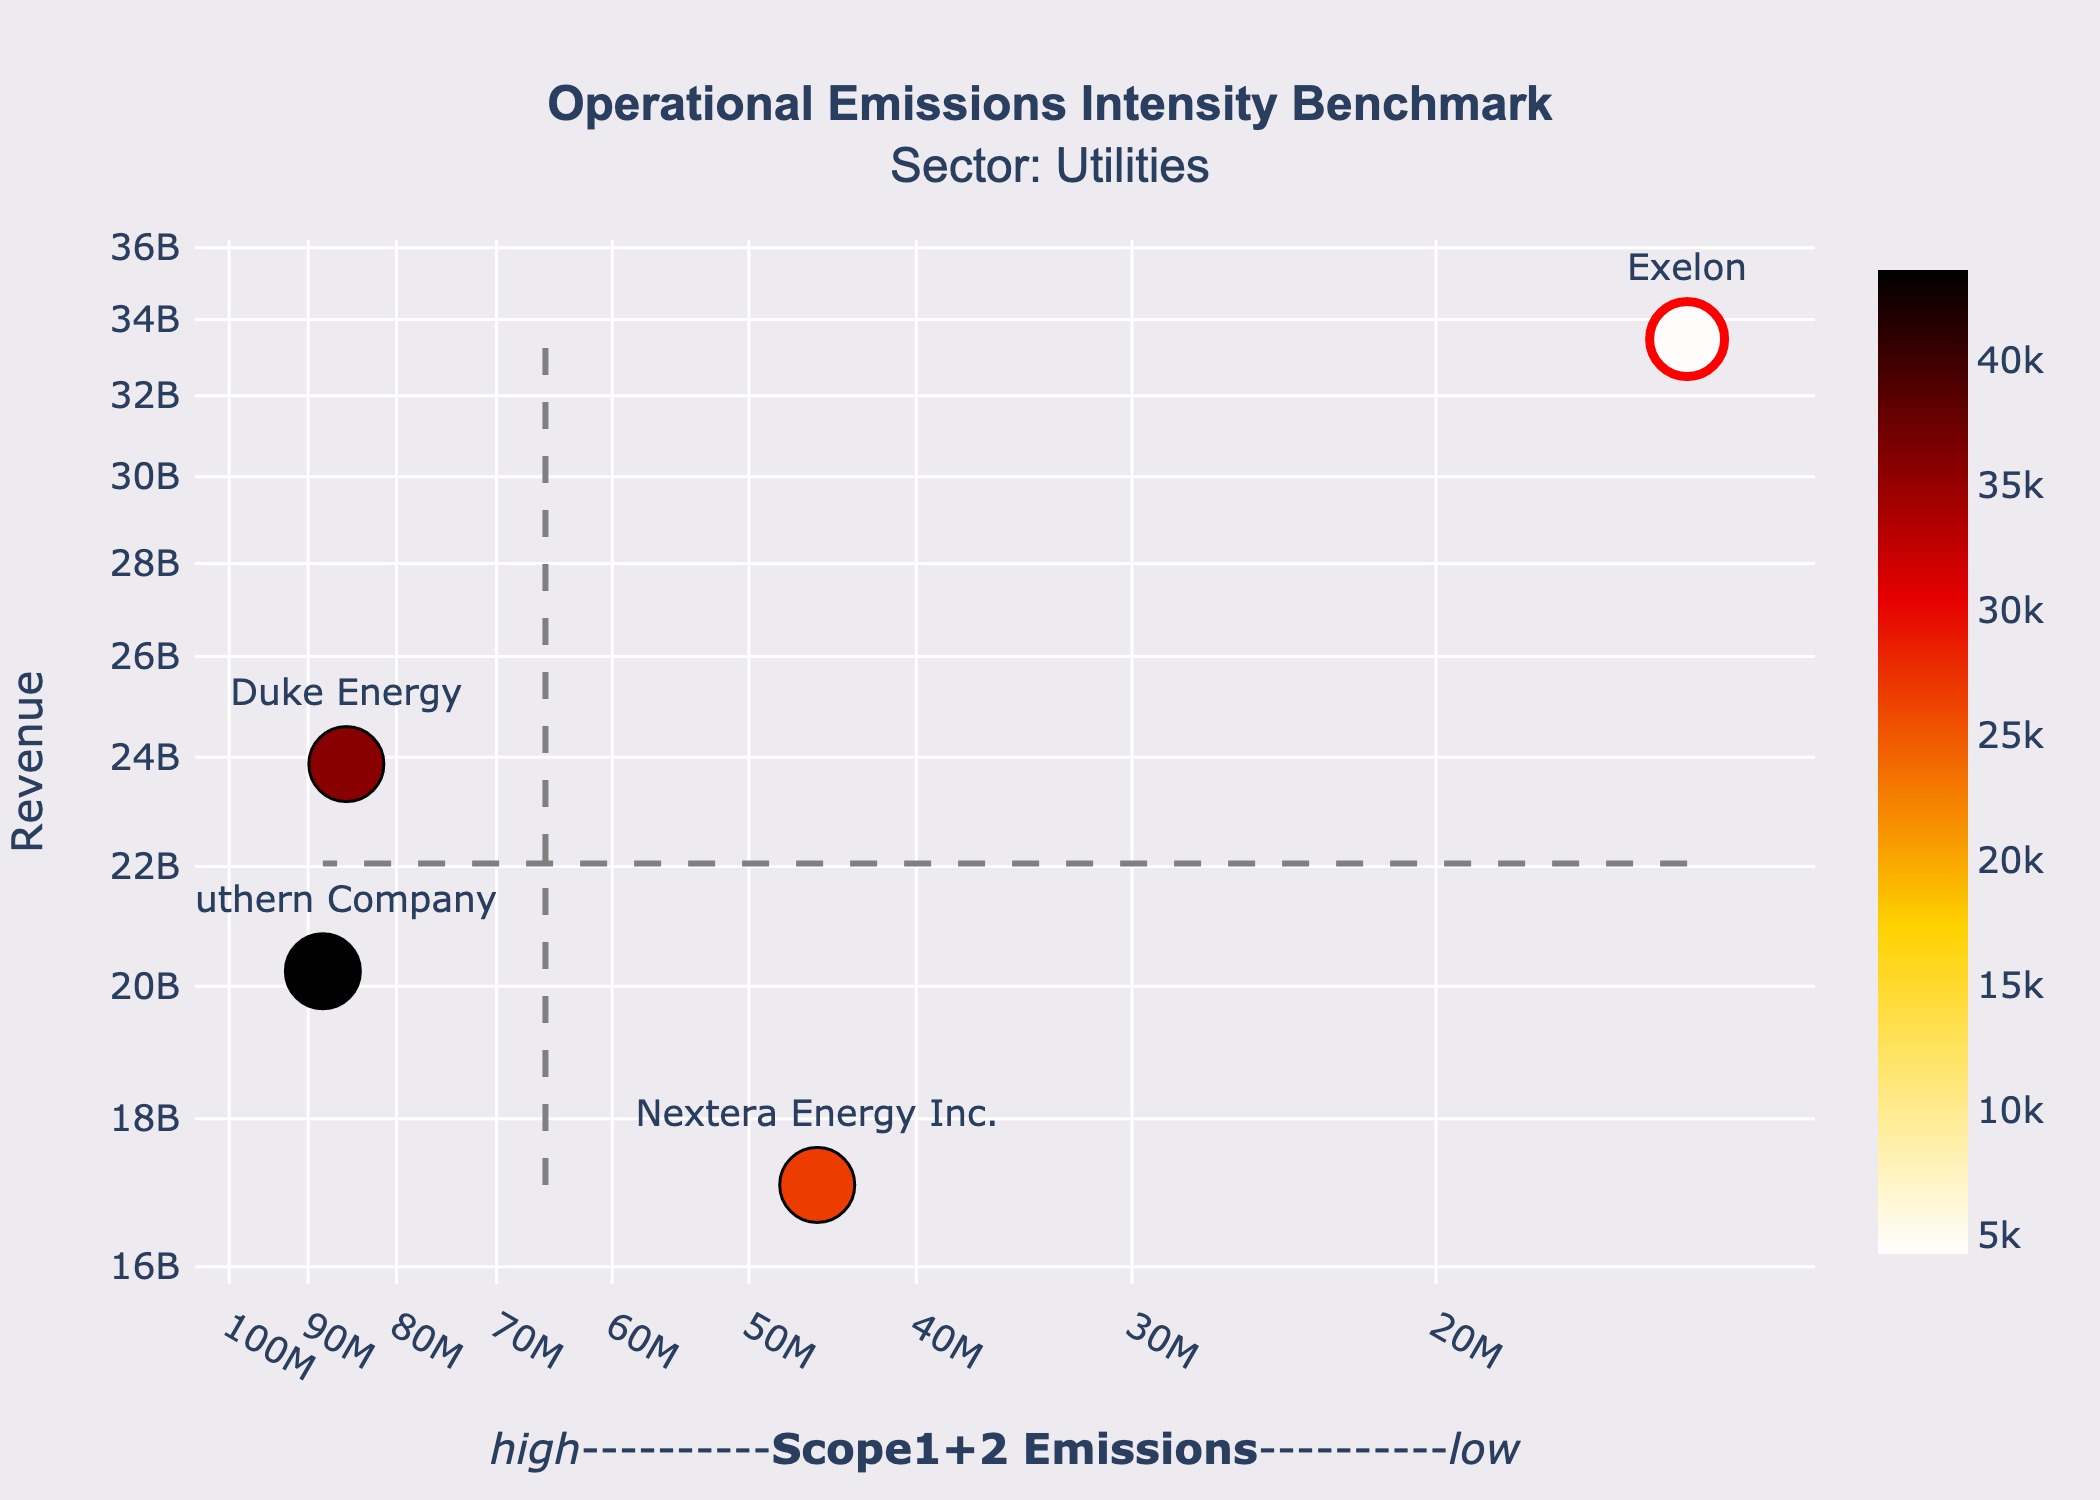 Operational Emissions Intensity Benchmark
Sector: Utilities
36B
34B
32B
30B
28B
26B
24B
22B
20B
18B
16B
Revenue
Exelon
Duke Energy
uthern Company
Nextera Energy Inc.
40k
35k
30k
25k
20k
15k
10k
5k
100M
90M
80M
70M
60M
50M
40M
30M
20M
high----------Scope1+2 Emissions----------low